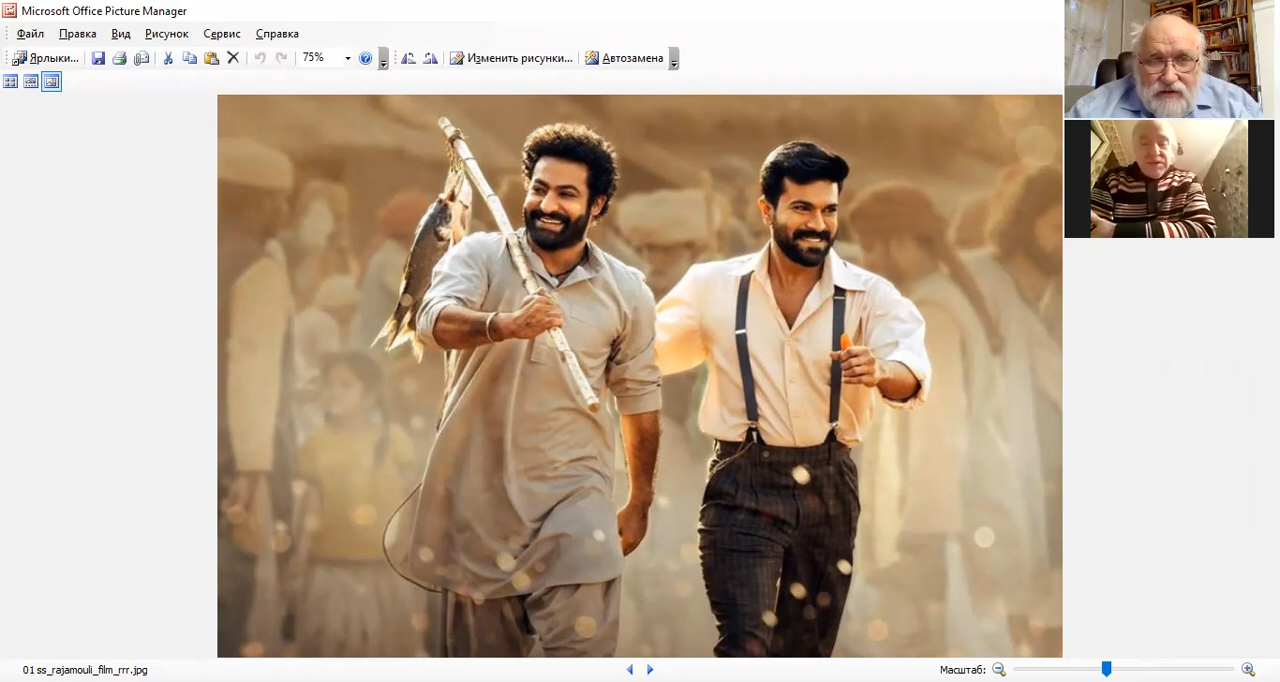 Microsoft Office Picture Manager
Файл Правка Вид Рисунок Сервис Справка
Ярлыки... 75% Изменить рисунки... Автозамена
01 ss_rajamouli_film_rrr.jpg Масштаб: